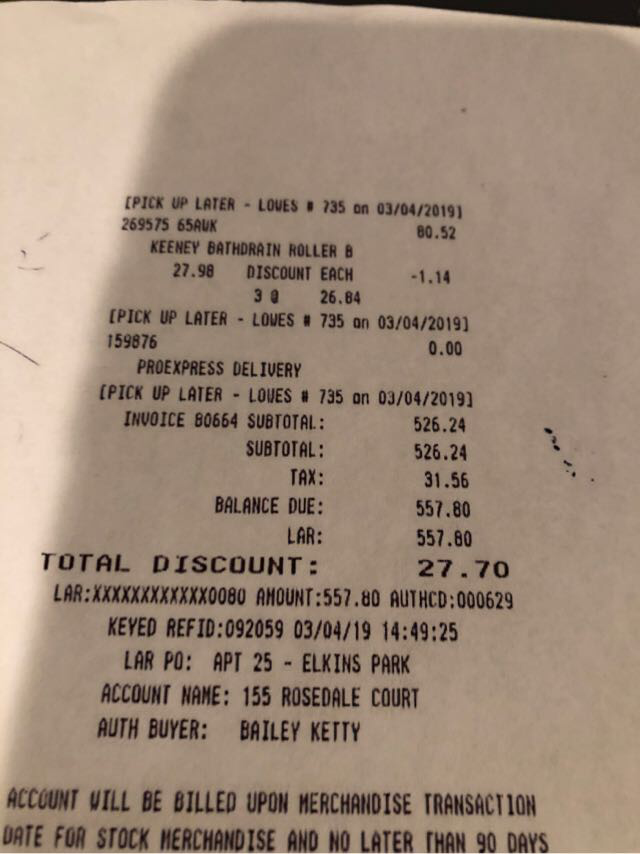 [PICK UP LATER - LOWES # 735 on 03/04/2019]
269575 65AWK 80.52
KEENEY BATHDRAIN ROLLER B
27.98 DISCOUNT EACH -1.14
3 @ 26.84
[PICK UP LATER - LOWES # 735 on 03/04/2019]
159876 0.00
PROEXPRESS DELIVERY
[PICK UP LATER - LOWES # 735 on 03/04/2019]
INVOICE 80664 SUBTOTAL: 526.24
SUBTOTAL: 526.24
TAX: 31.56
BALANCE DUE: 557.80
LAR: 557.80
TOTAL DISCOUNT: 27.70
LAR:XXXXXXXXXXXX0080 AMOUNT:557.80 AUTHCD:000629
KEYED REFID:092059 03/04/19 14:49:25
LAR PO: APT 25 - ELKINS PARK
ACCOUNT NAME: 155 ROSEDALE COURT
AUTH BUYER: BAILEY KETTY
ACCOUNT WILL BE BILLED UPON MERCHANDISE TRANSACTION
DATE FOR STOCK MERCHANDISE AND NO LATER THAN 90 DAYS